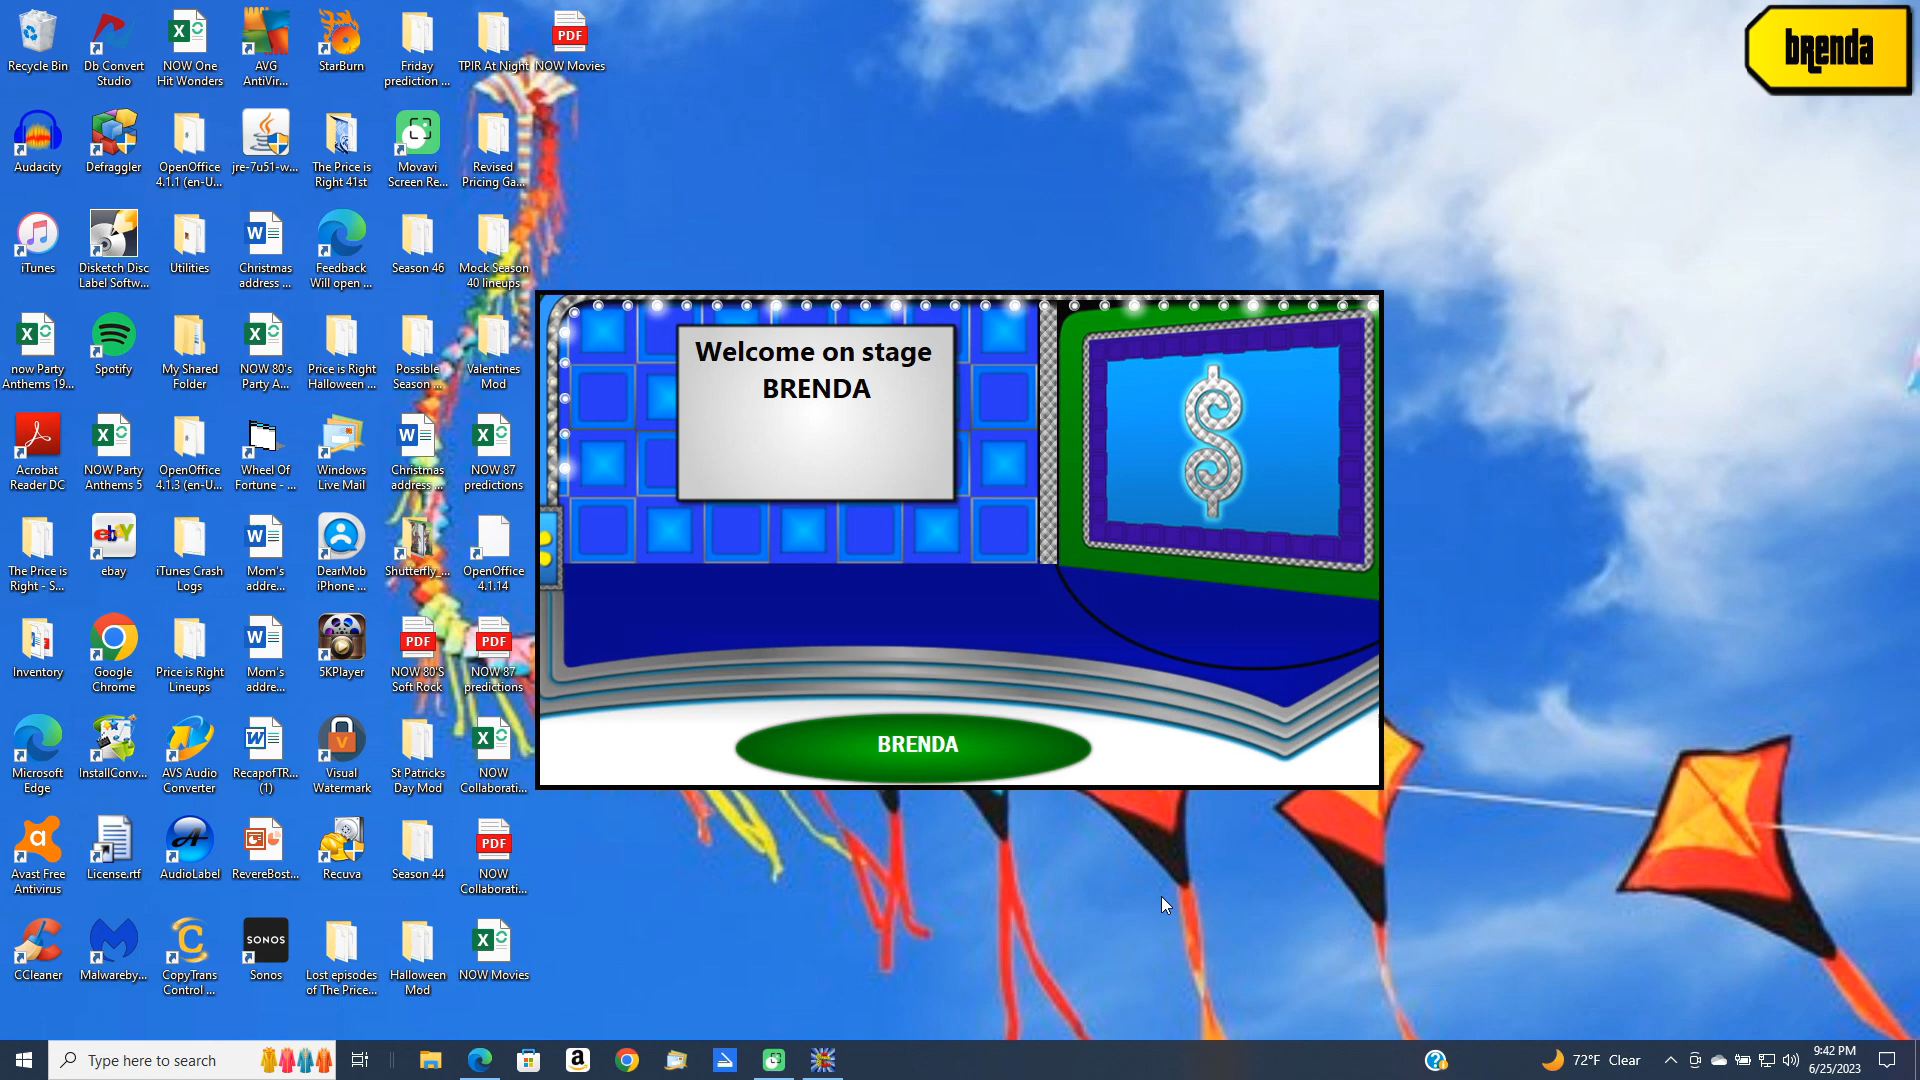 Recycle Bin
Db Convert
Studio
NOW One
Hit Wonders
AVG
AntiVir...
StarBurn
Friday
prediction ...
TPIR At Night
NOW Movies
PDF
brenda
Audacity
Defraggler
OpenOffice
4.1.1 (en-U...
jre-7u51-w...
The Price is
Right 41st
Movavi
Screen Re...
Revised
Pricing Ga...
iTunes
Disketch Disc
Label Softw...
Utilities
Christmas
address ...
Feedback
Will open ...
Season 46
Mock Season
40 lineups
now Party
Anthems 19...
Spotify
My Shared
Folder
NOW 80's
Party A...
Price is Right
Halloween ...
Possible
Season ...
Valentines
Mod
Welcome on stage
BRENDA
Acrobat
Reader DC
NOW Party
Anthems 5
OpenOffice
4.1.3 (en-U...
Wheel Of
Fortune - ...
Windows
Live Mail
Christmas
address ...
NOW 87
predictions
The Price is
Right - S...
ebay
ebay
iTunes Crash
Logs
Mom's
addre...
DearMob
iPhone ...
Shutterfly_...
OpenOffice
4.1.14
Inventory
Google
Chrome
Price is Right
Lineups
Mom's
addre...
5KPlayer
PDF
NOW 80'S
Soft Rock
PDF
NOW 87
predictions
Microsoft
Edge
InstallConv...
AVS Audio
Converter
RecapofTR...
(1)
Visual
Watermark
St Patricks
Day Mod
NOW
Collaborati...
BRENDA
Avast Free
Antivirus
License.rtf
AudioLabel
RevereBost...
Recuva
Season 44
PDF
NOW
Collaborati...
CCleaner
Malwareby...
CopyTrans
Control ...
SONOS
Sonos
Lost episodes
of The Price...
Halloween
Mod
NOW Movies
Type here to search
72°F Clear
9:42 PM
6/25/2023